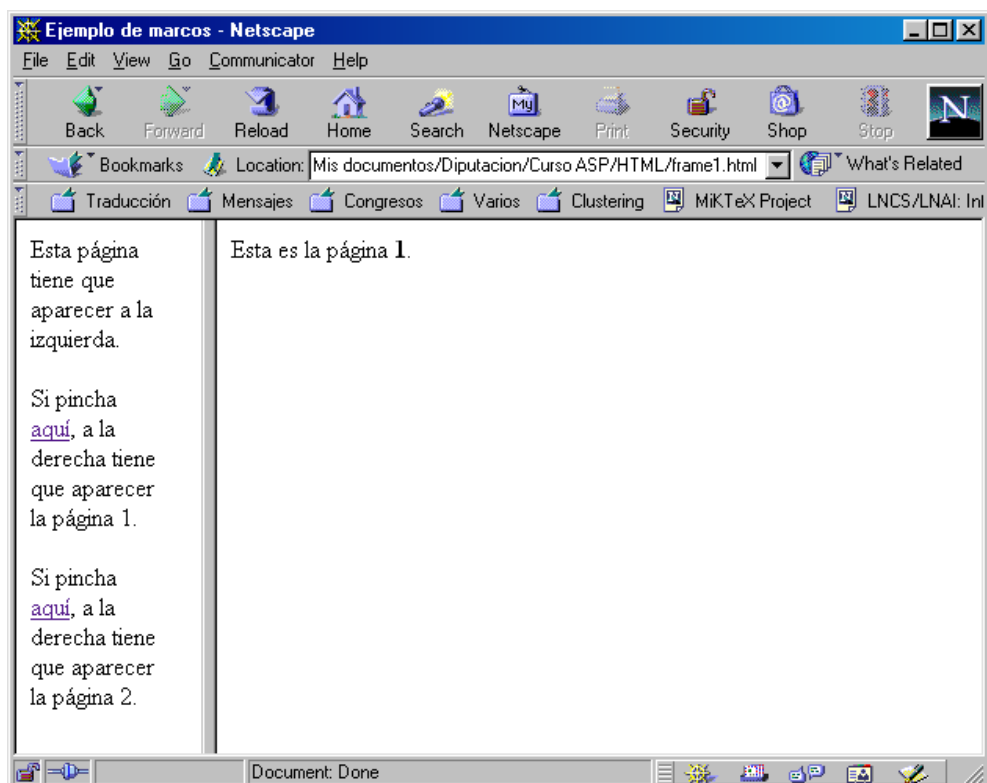 Ejemplo de marcos - Netscape
File Edit View Go Communicator Help
Back Forward Reload Home Search My Netscape Print Security Shop Stop N
Bookmarks Location: Mis documentos/Diputacion/Curso ASP/HTML/frame1.html What's Related
Traducción Mensajes Congresos Varios Clustering MiKTeX Project LNCS/LNAI: Inl
Esta página
tiene que
aparecer a la
izquierda.
Si pincha
aquí, a la
derecha tiene
que aparecer
la página 1.
Si pincha
aquí, a la
derecha tiene
que aparecer
la página 2.
Esta es la página 1.
Document: Done